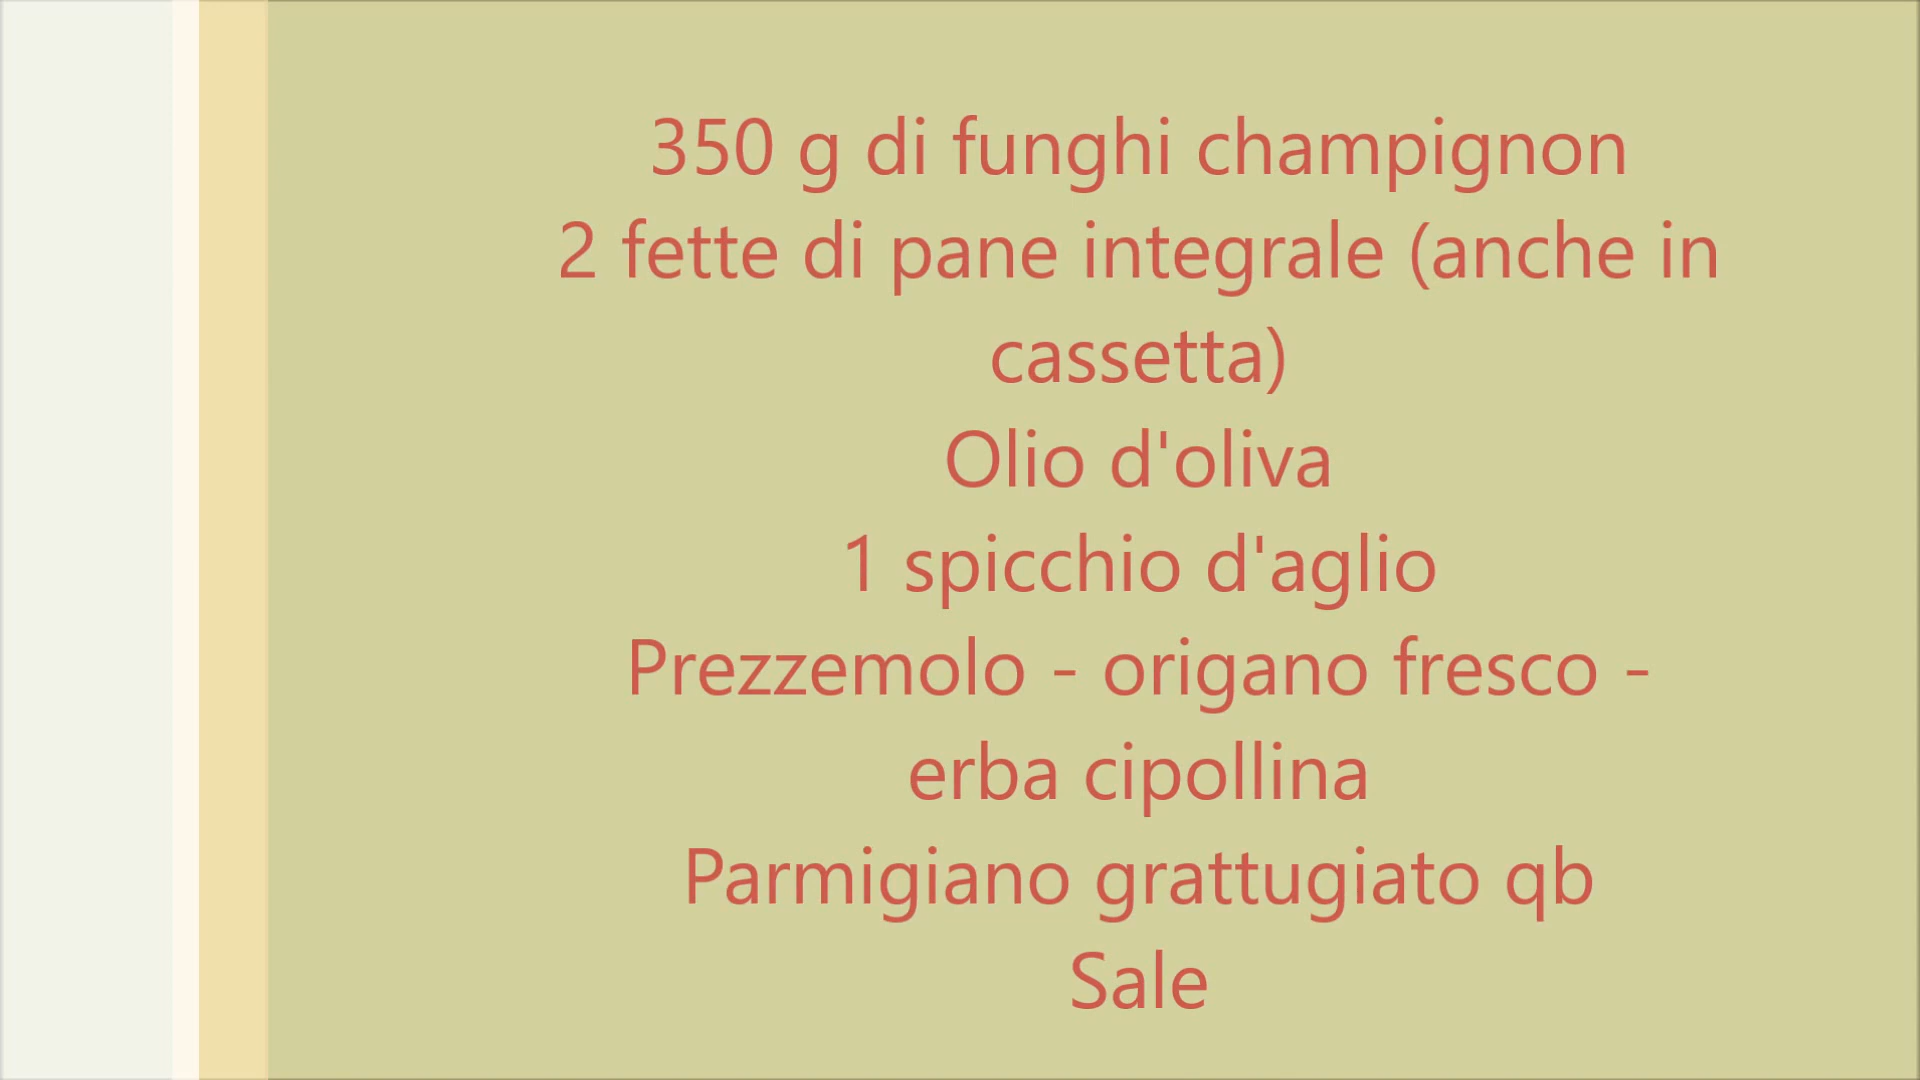 350 g di funghi champignon
2 fette di pane integrale (anche in
cassetta)
Olio d'oliva
1 spicchio d'aglio
Prezzemolo - origano fresco -
erba cipollina
Parmigiano grattugiato qb
Sale